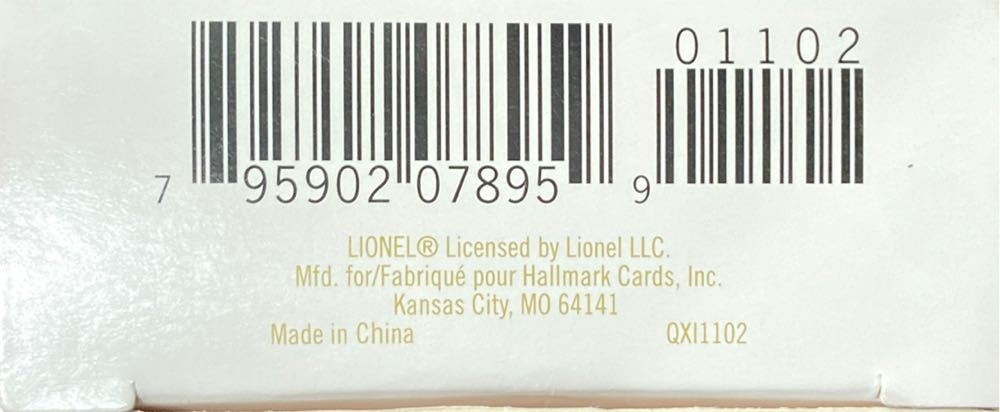 01102
7 95902 07895 9
LIONEL® Licensed by Lionel LLC.
Mfd. for/Fabriqué pour Hallmark Cards, Inc.
Kansas City, MO 64141
Made in China QXI1102